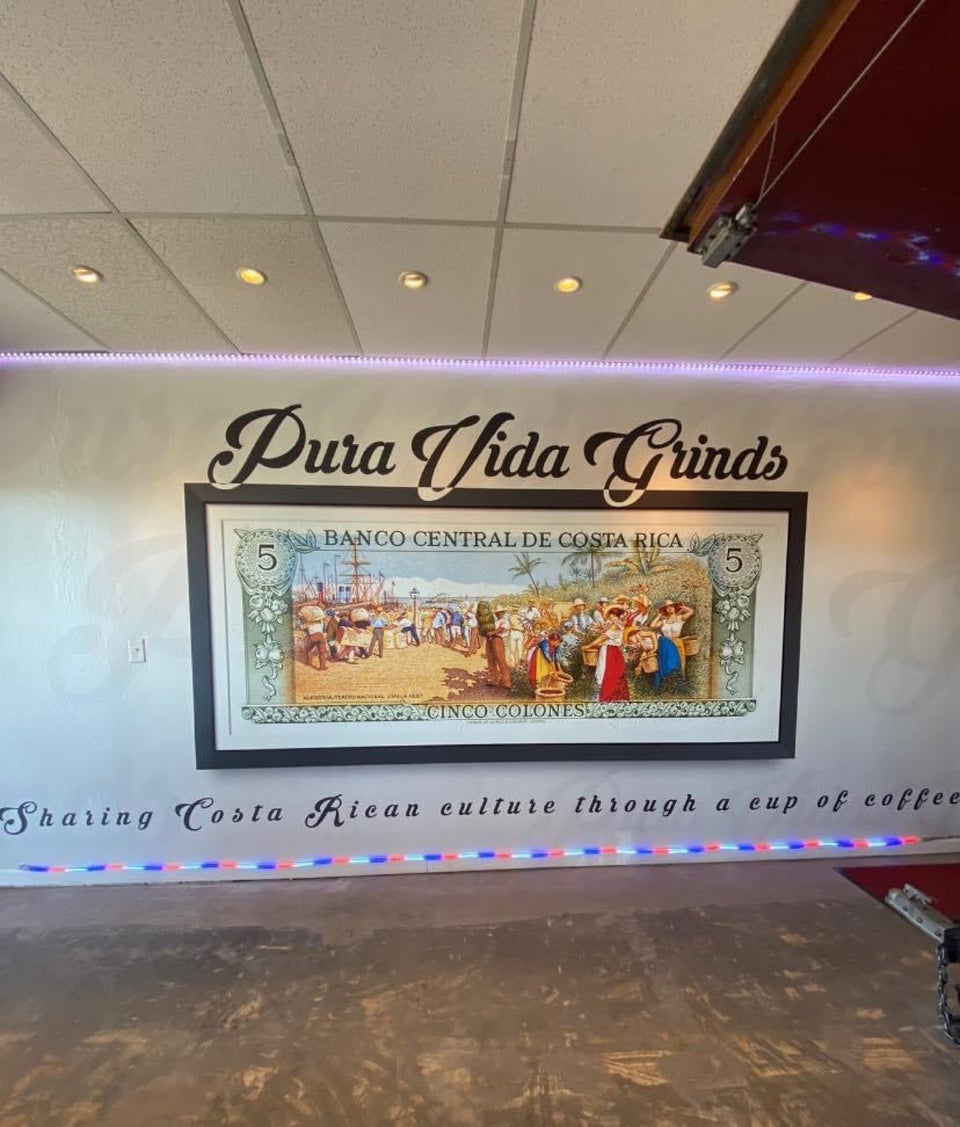 Pura Vida Grinds
5 BANCO CENTRAL DE COSTA RICA 5
CINCO COLONES
Sharing Costa Rican culture through a cup of coffee